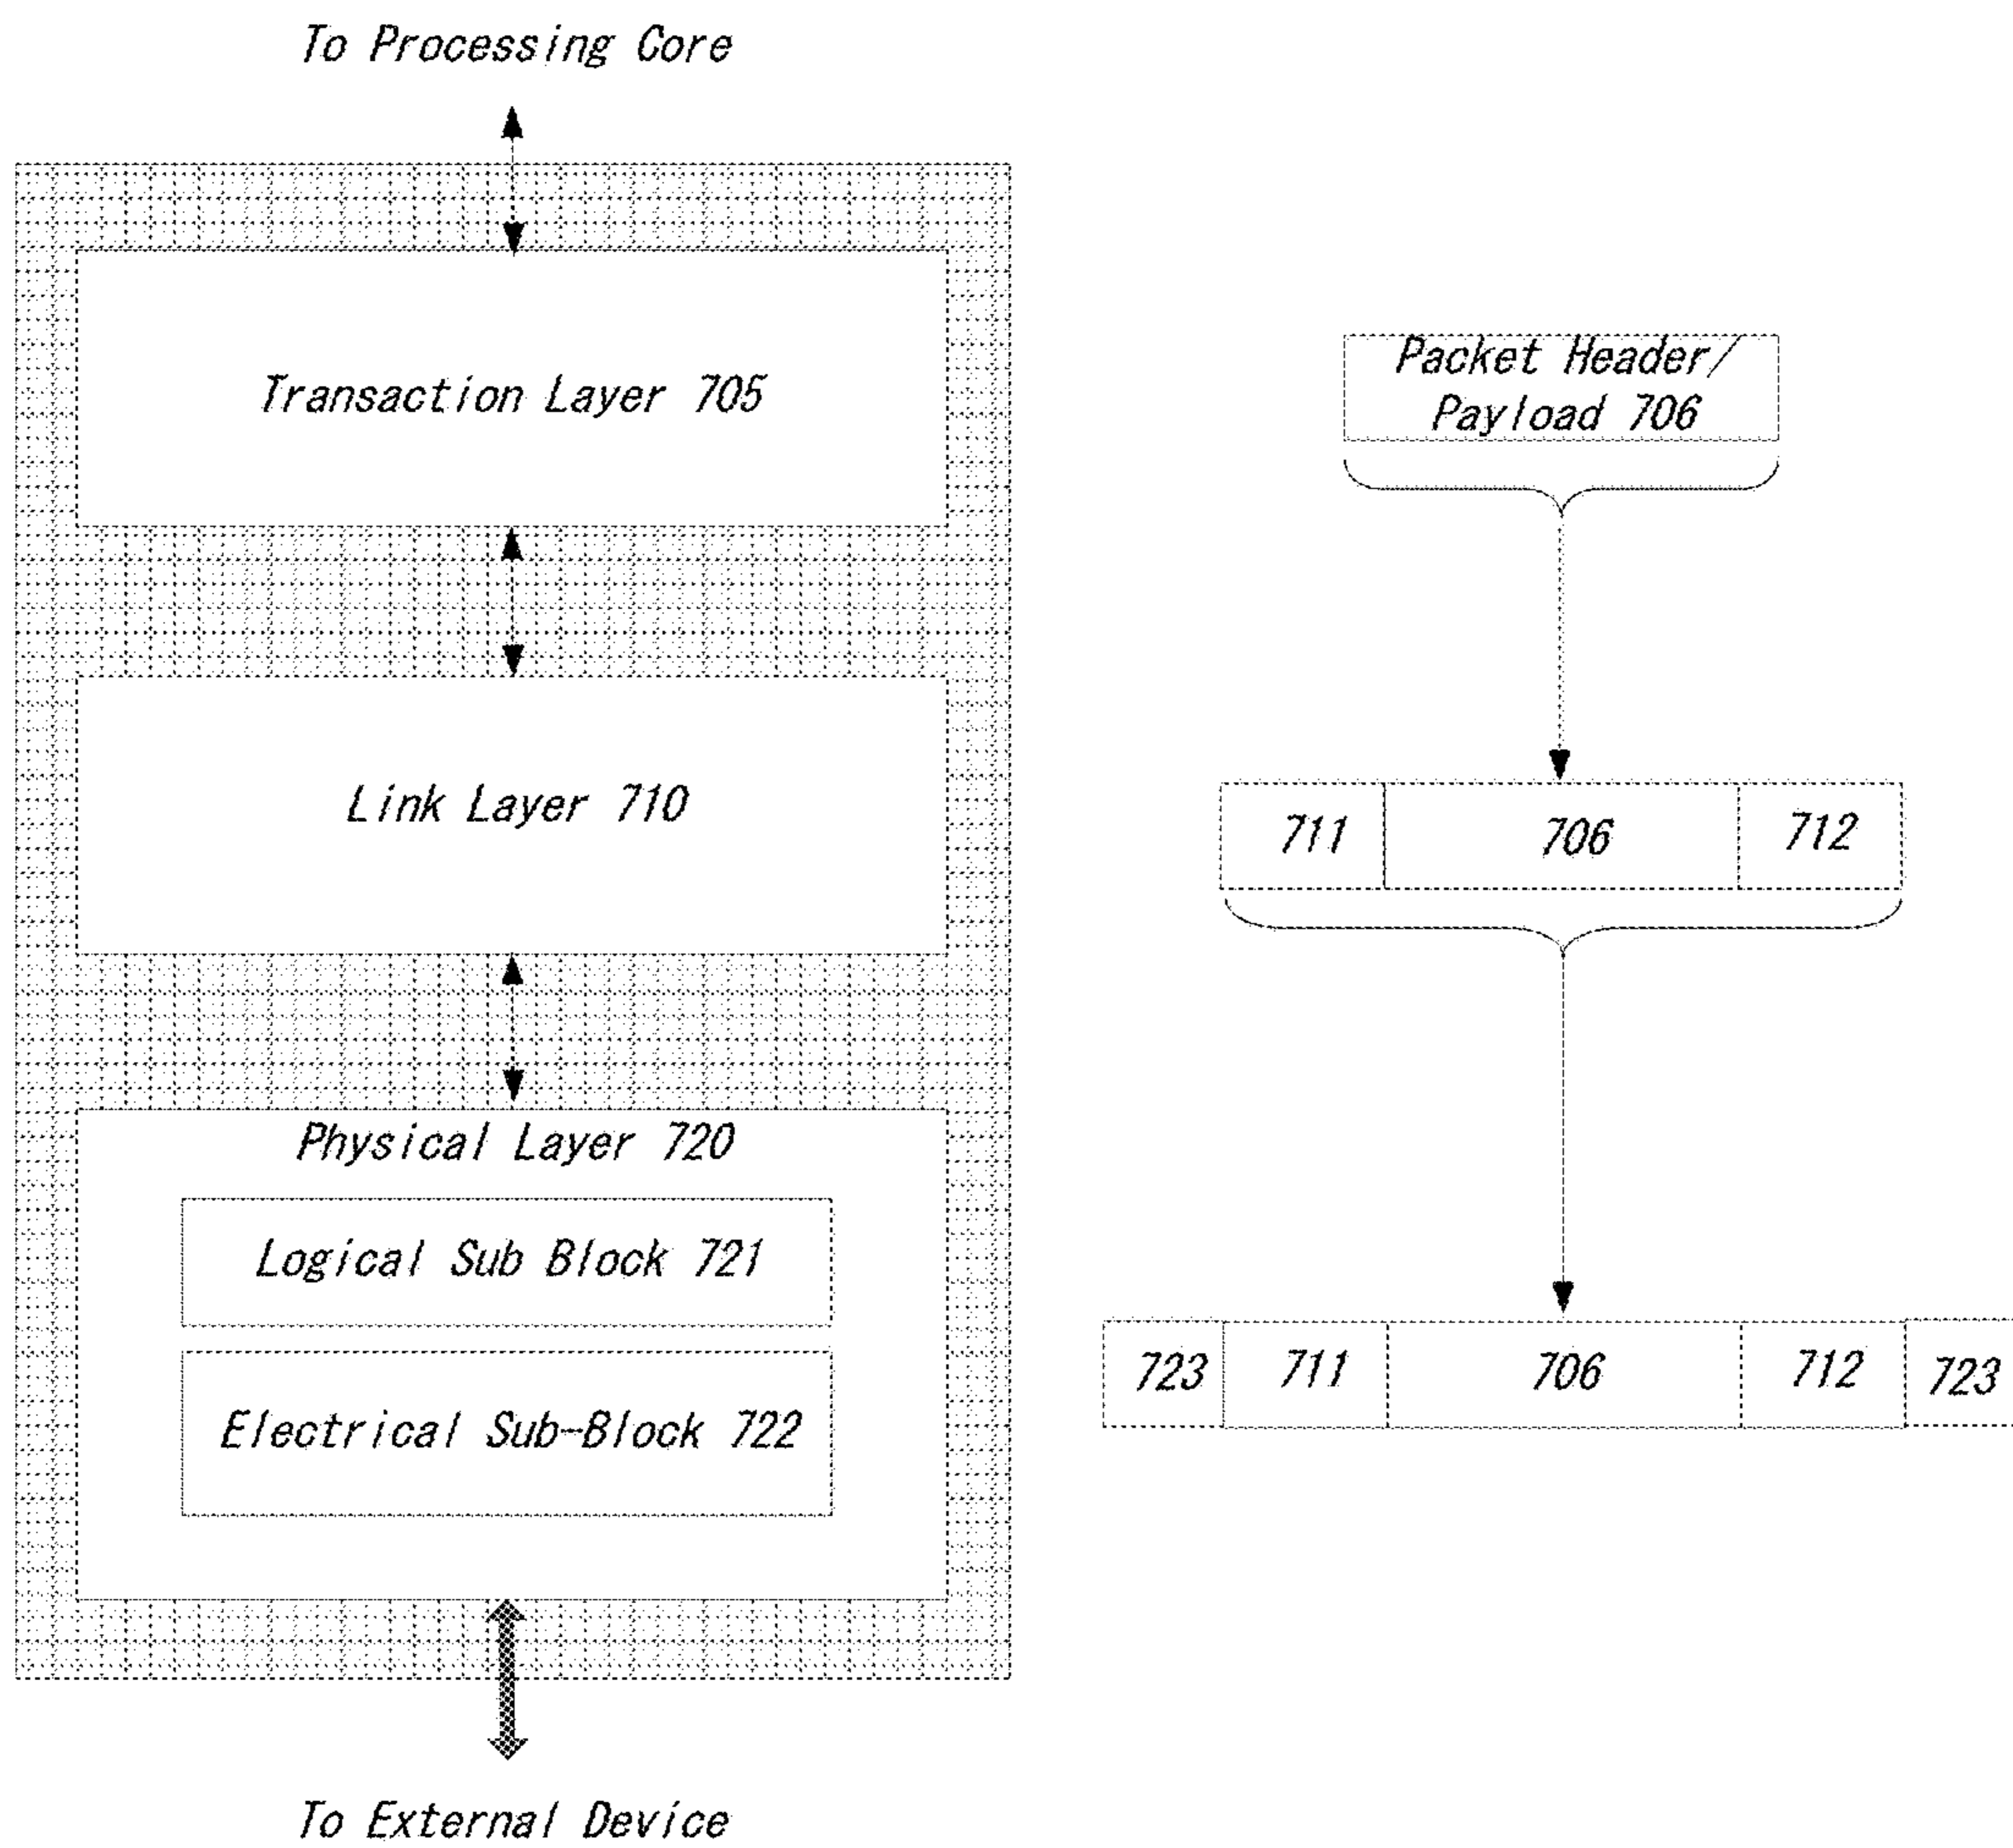 To Processing Core
Transaction Layer 705
Packet Header/
Payload 706
Link Layer 710
711 706 712
Physical Layer 720
Logical Sub Block 721
Electrical Sub-Block 722
723 711 706 712 723
To External Device